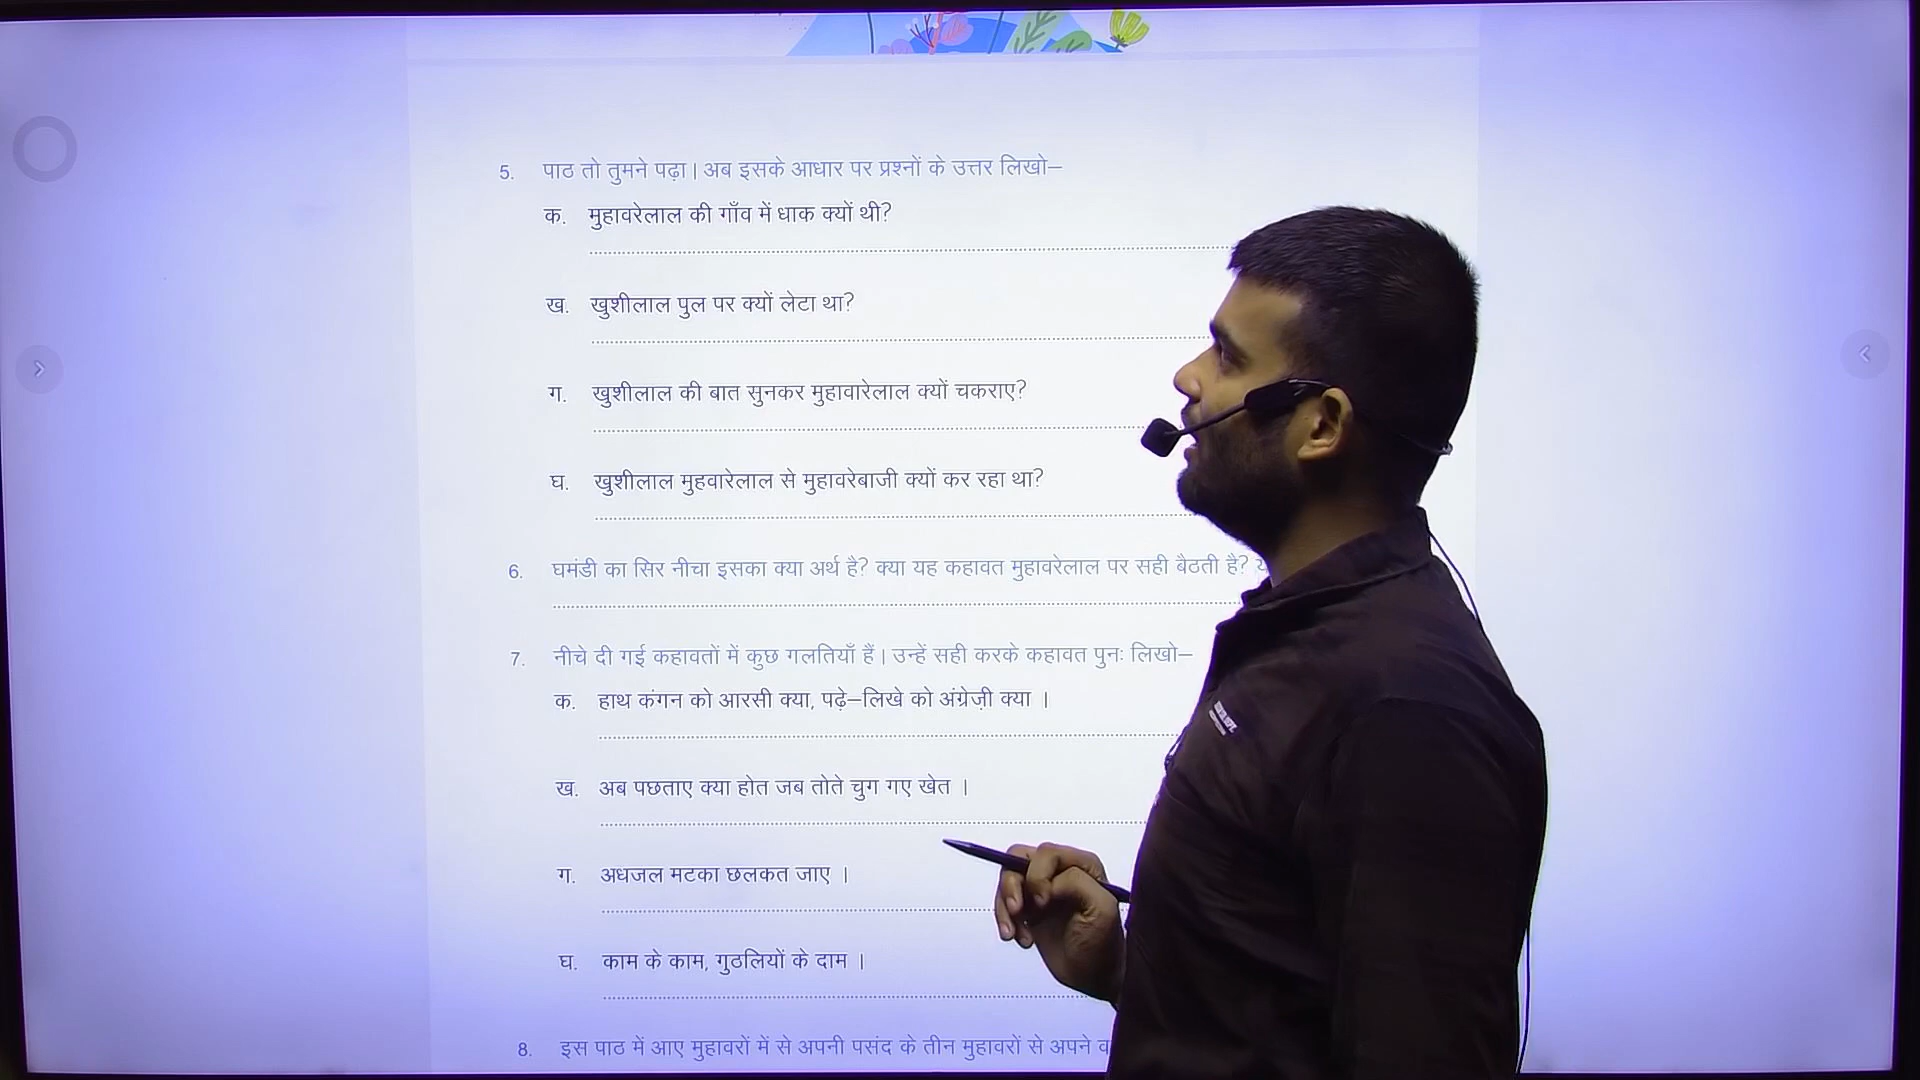 5. पाठ तो तुमने पढ़ा। अब इसके आधार पर प्रश्नों के उत्तर लिखो–
क. मुहावरेलाल की गाँव में धाक क्यों थी?
ख. खुशीलाल पुल पर क्यों लेटा था?
ग. खुशीलाल की बात सुनकर मुहावारेलाल क्यों चकराए?
घ. खुशीलाल मुहवारेलाल से मुहावरेबाजी क्यों कर रहा था?
6. घमंडी का सिर नीचा इसका क्या अर्थ है? क्या यह कहावत मुहावरेलाल पर सही बैठती है?
7. नीचे दी गई कहावतों में कुछ गलतियाँ हैं। उन्हें सही करके कहावत पुनः लिखो–
क. हाथ कंगन को आरसी क्या, पढ़े–लिखे को अंग्रेज़ी क्या ।
ख. अब पछताए क्या होत जब तोते चुग गए खेत ।
ग. अधजल मटका छलकत जाए ।
घ. काम के काम, गुठलियों के दाम ।
8. इस पाठ में आए मुहावरों में से अपनी पसंद के तीन मुहावरों से अपने